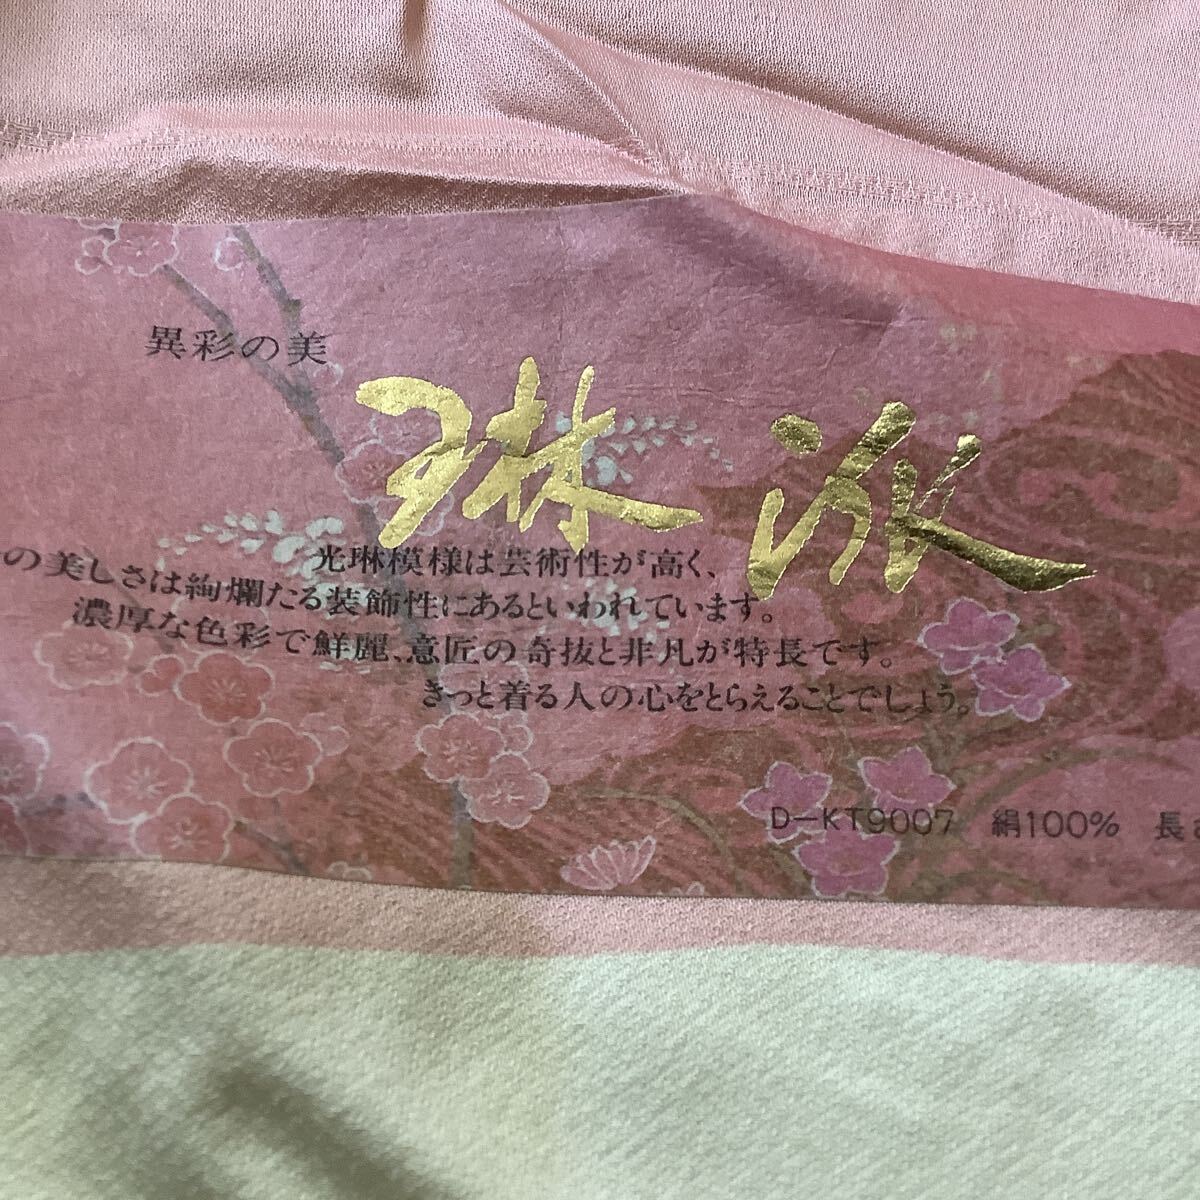 異彩の美
琳派
光琳模様は芸術性が高く、
の美しさは絢爛たる装飾性にあるといわれています。
濃厚な色彩で鮮麗、意匠の奇抜と非凡が特長です。
きっと着る人の心をとらえることでしょう。
D-KT9007 絹100% 長